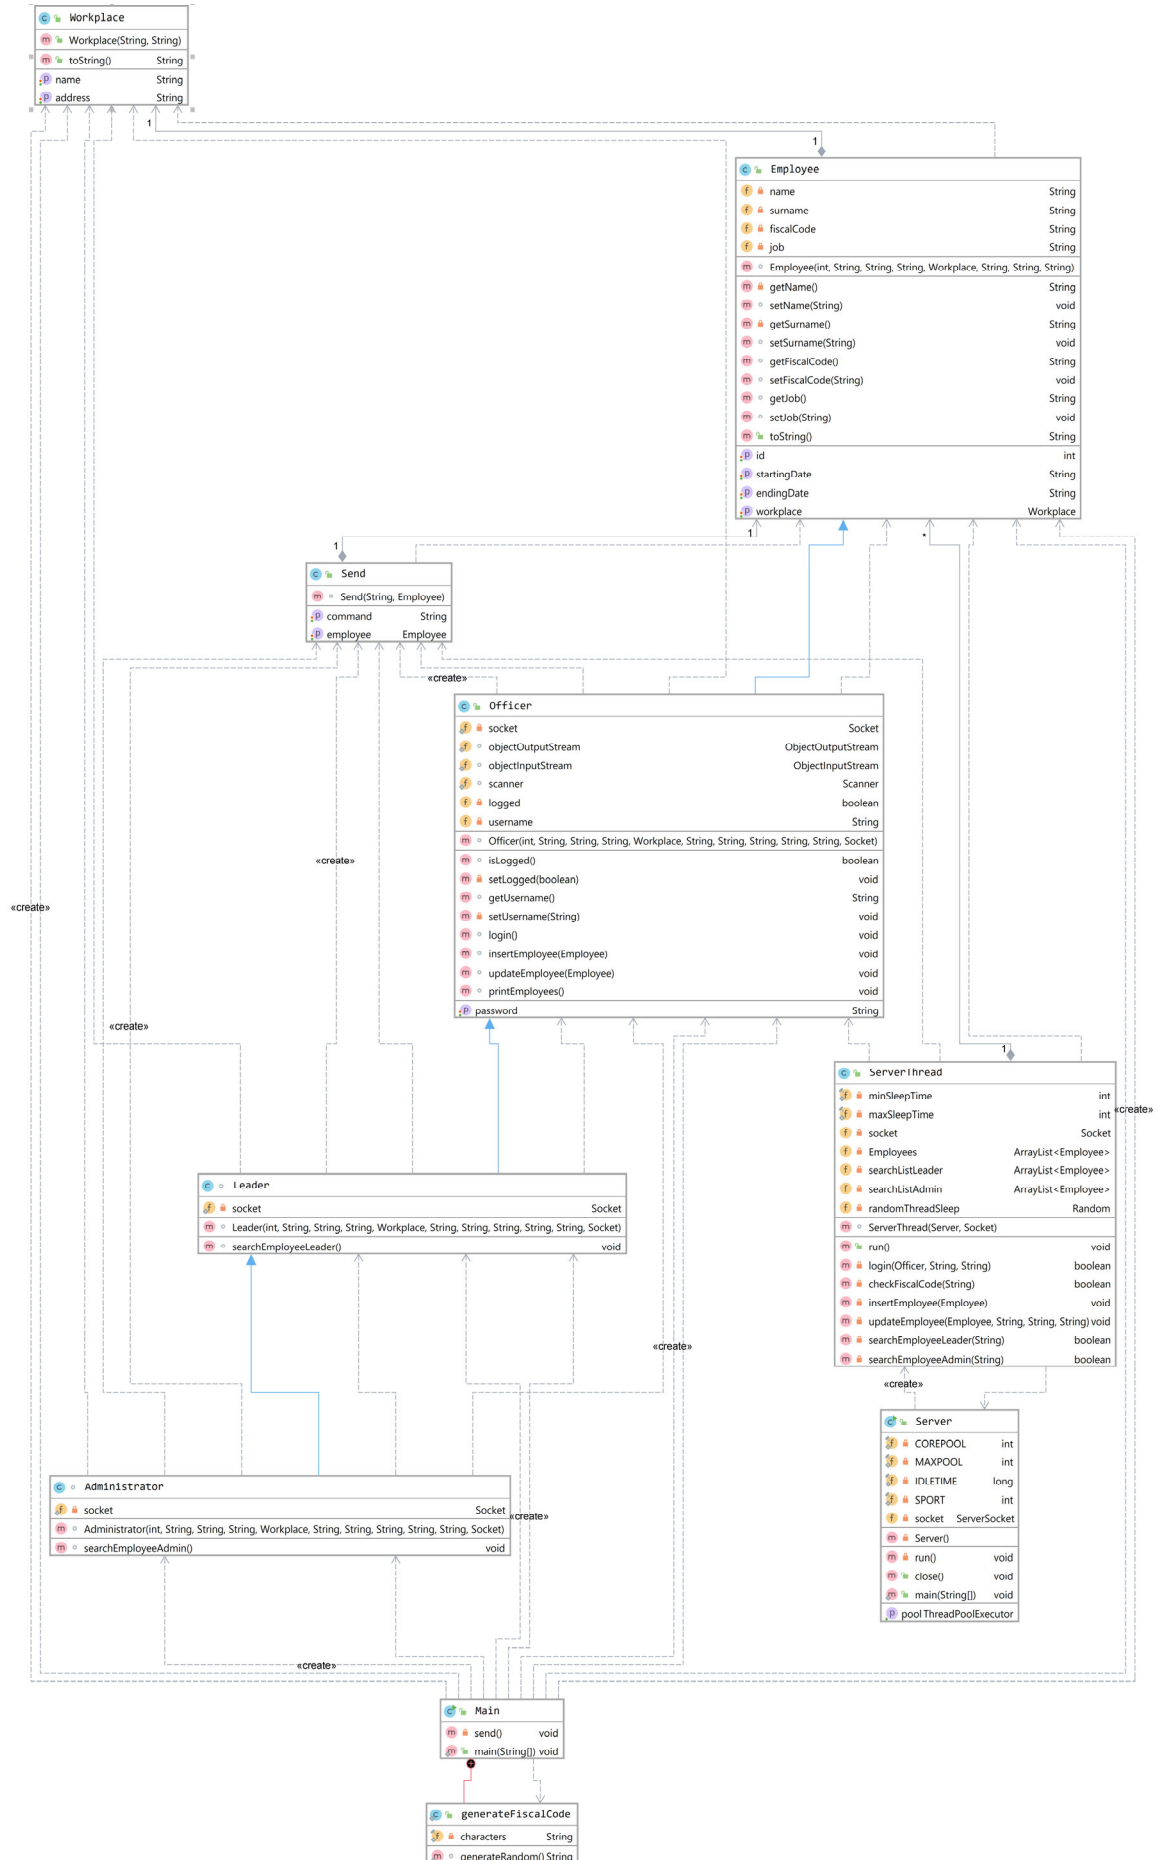 Workplace
Workplace(String, String)
toString() String
name String
address String
1
1
Employee
name String
surname String
fiscalCode String
job String
Employee(int, String, String, String, Workplace, String, String, String)
getName() String
setName(String) void
getSurname() String
setSurname(String) void
getFiscalCode() String
setFiscalCode(String) void
getJob() String
setJob(String) void
toString() String
id int
startingDate String
endingDate String
workplace Workplace
1
1
*
Send
Send(String, Employee)
command String
employee Employee
«create»
Officer
socket Socket
objectOutputStream ObjectOutputStream
objectInputStream ObjectInputStream
scanner Scanner
logged boolean
username String
Officer(int, String, String, String, Workplace, String, String, String, String, String, Socket)
isLogged() boolean
setLogged(boolean) void
getUsername() String
setUsername(String) void
login() void
insertEmployee(Employee) void
updateEmployee(Employee) void
printEmployees() void
password String
«create»
«create»
«create»
1
ServerThread
minSleepTime int
maxSleepTime int
socket Socket
Employees ArrayList<Employee>
searchListLeader ArrayList<Employee>
searchListAdmin ArrayList<Employee>
randomThreadSleep Random
ServerThread(Server, Socket)
run() void
login(Officer, String, String) boolean
checkFiscalCode(String) boolean
insertEmployee(Employee) void
updateEmployee(Employee, String, String, String) void
searchEmployeeLeader(String) boolean
searchEmployeeAdmin(String) boolean
«create»
Leader
socket Socket
Leader(int, String, String, String, Workplace, String, String, String, String, String, Socket)
searchEmployeeLeader() void
«create»
«create»
Server
COREPOOL int
MAXPOOL int
IDLETIME long
SPORT int
socket ServerSocket
Server()
run() void
close() void
main(String[]) void
pool ThreadPoolExecutor
Administrator
socket Socket
Administrator(int, String, String, String, Workplace, String, String, String, String, String, Socket)
searchEmployeeAdmin() void
«create»
«create»
Main
send() void
main(String[]) void
generateFiscalCode
characters String
generateRandom() String